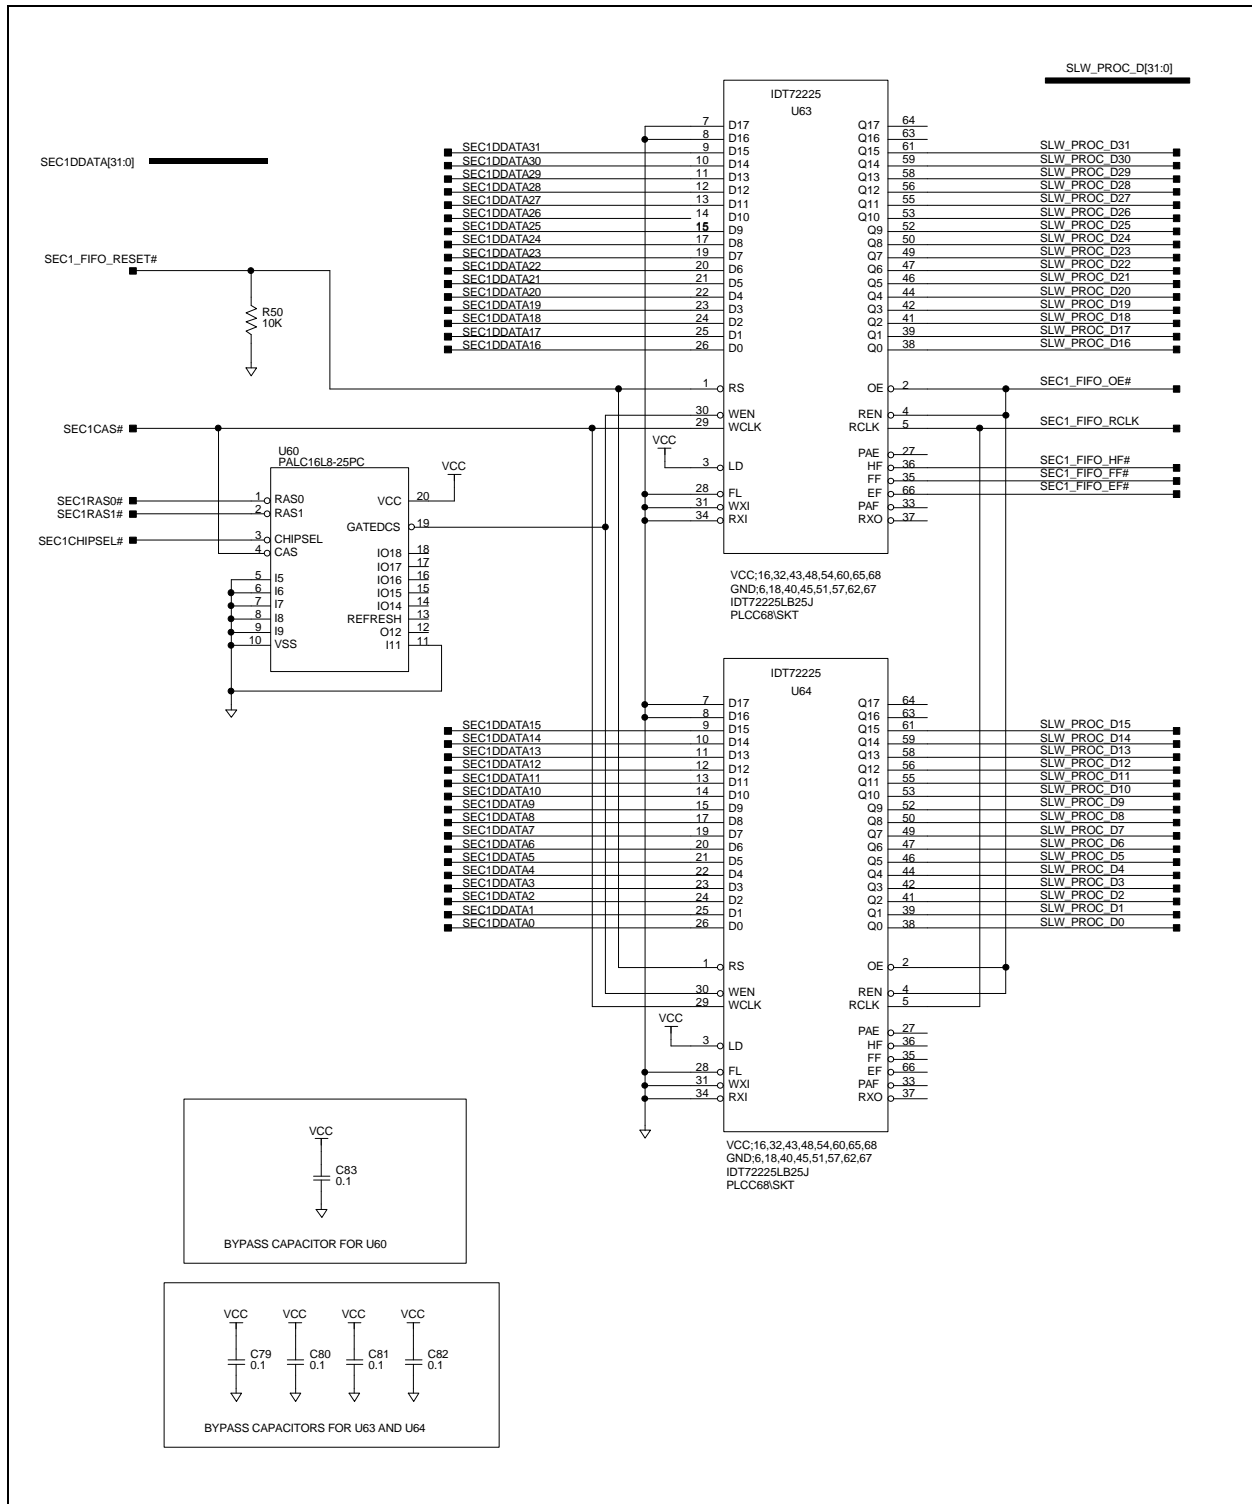 SLW_PROC_D[31:0]
SEC1DDATA[31:0]
SEC1_FIFO_RESET#
R50
10K
SEC1CAS#
SEC1RAS0#
SEC1RAS1#
SEC1CHIPSEL#
U60
PALC16L8-25PC
1 RAS0
2 RAS1
3 CHIPSEL
4 CAS
5 I5
6 I6
7 I7
8 I8
9 I9
10 VSS
VCC
VCC 20
GATEDCS 19
IO18 18
IO17 17
IO16 16
IO15 15
IO14 14
REFRESH 13
O12 12
I11 11
IDT72225
U63
7 D17 Q17 64
8 D16 Q16 63
SEC1DDATA31 9 D15 Q15 61 SLW_PROC_D31
SEC1DDATA30 10 D14 Q14 59 SLW_PROC_D30
SEC1DDATA29 11 D13 Q13 58 SLW_PROC_D29
SEC1DDATA28 12 D12 Q12 56 SLW_PROC_D28
SEC1DDATA27 13 D11 Q11 55 SLW_PROC_D27
SEC1DDATA26 14 D10 Q10 53 SLW_PROC_D26
SEC1DDATA25 15 D9 Q9 52 SLW_PROC_D25
SEC1DDATA24 17 D8 Q8 50 SLW_PROC_D24
SEC1DDATA23 19 D7 Q7 49 SLW_PROC_D23
SEC1DDATA22 20 D6 Q6 47 SLW_PROC_D22
SEC1DDATA21 21 D5 Q5 46 SLW_PROC_D21
SEC1DDATA20 22 D4 Q4 44 SLW_PROC_D20
SEC1DDATA19 23 D3 Q3 42 SLW_PROC_D19
SEC1DDATA18 24 D2 Q2 41 SLW_PROC_D18
SEC1DDATA17 25 D1 Q1 39 SLW_PROC_D17
SEC1DDATA16 26 D0 Q0 38 SLW_PROC_D16
1 RS OE 2 SEC1_FIFO_OE#
30 WEN REN 4
29 WCLK RCLK 5 SEC1_FIFO_RCLK
VCC
PAE 27
3 LD HF 36 SEC1_FIFO_HF#
FF 35 SEC1_FIFO_FF#
28 FL EF 66 SEC1_FIFO_EF#
31 WXI PAF 33
34 RXI RXO 37
VCC;16,32,43,48,54,60,65,68
GND;6,18,40,45,51,57,62,67
IDT72225LB25J
PLCC68\SKT
IDT72225
U64
7 D17 Q17 64
8 D16 Q16 63
SEC1DDATA15 9 D15 Q15 61 SLW_PROC_D15
SEC1DDATA14 10 D14 Q14 59 SLW_PROC_D14
SEC1DDATA13 11 D13 Q13 58 SLW_PROC_D13
SEC1DDATA12 12 D12 Q12 56 SLW_PROC_D12
SEC1DDATA11 13 D11 Q11 55 SLW_PROC_D11
SEC1DDATA10 14 D10 Q10 53 SLW_PROC_D10
SEC1DDATA9 15 D9 Q9 52 SLW_PROC_D9
SEC1DDATA8 17 D8 Q8 50 SLW_PROC_D8
SEC1DDATA7 19 D7 Q7 49 SLW_PROC_D7
SEC1DDATA6 20 D6 Q6 47 SLW_PROC_D6
SEC1DDATA5 21 D5 Q5 46 SLW_PROC_D5
SEC1DDATA4 22 D4 Q4 44 SLW_PROC_D4
SEC1DDATA3 23 D3 Q3 42 SLW_PROC_D3
SEC1DDATA2 24 D2 Q2 41 SLW_PROC_D2
SEC1DDATA1 25 D1 Q1 39 SLW_PROC_D1
SEC1DDATA0 26 D0 Q0 38 SLW_PROC_D0
1 RS OE 2
30 WEN REN 4
29 WCLK RCLK 5
VCC
PAE 27
3 LD HF 36
FF 35
28 FL EF 66
31 WXI PAF 33
34 RXI RXO 37
VCC;16,32,43,48,54,60,65,68
GND;6,18,40,45,51,57,62,67
IDT72225LB25J
PLCC68\SKT
VCC
C83
0.1
BYPASS CAPACITOR FOR U60
VCC VCC VCC VCC
C79 C80 C81 C82
0.1 0.1 0.1 0.1
BYPASS CAPACITORS FOR U63 AND U64